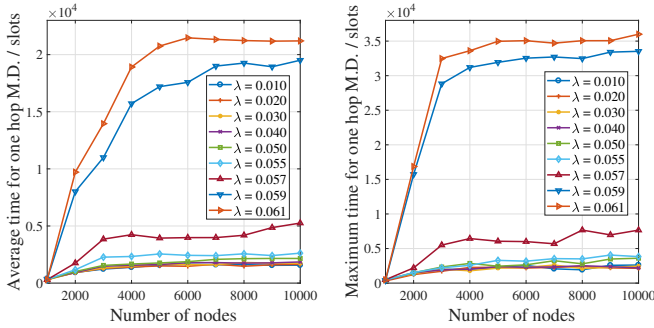 ×10⁴
2
1.5
1
0.5
0
Average time for one hop M.D. / slots
λ = 0.010
λ = 0.020
λ = 0.030
λ = 0.040
λ = 0.050
λ = 0.055
λ = 0.057
λ = 0.059
λ = 0.061
2000 4000 6000 8000 10000
Number of nodes
×10⁴
3.5
3
2.5
2
1.5
1
0.5
0
Maximum time for one hop M.D. / slots
λ = 0.010
λ = 0.020
λ = 0.030
λ = 0.040
λ = 0.050
λ = 0.055
λ = 0.057
λ = 0.059
λ = 0.061
2000 4000 6000 8000 10000
Number of nodes